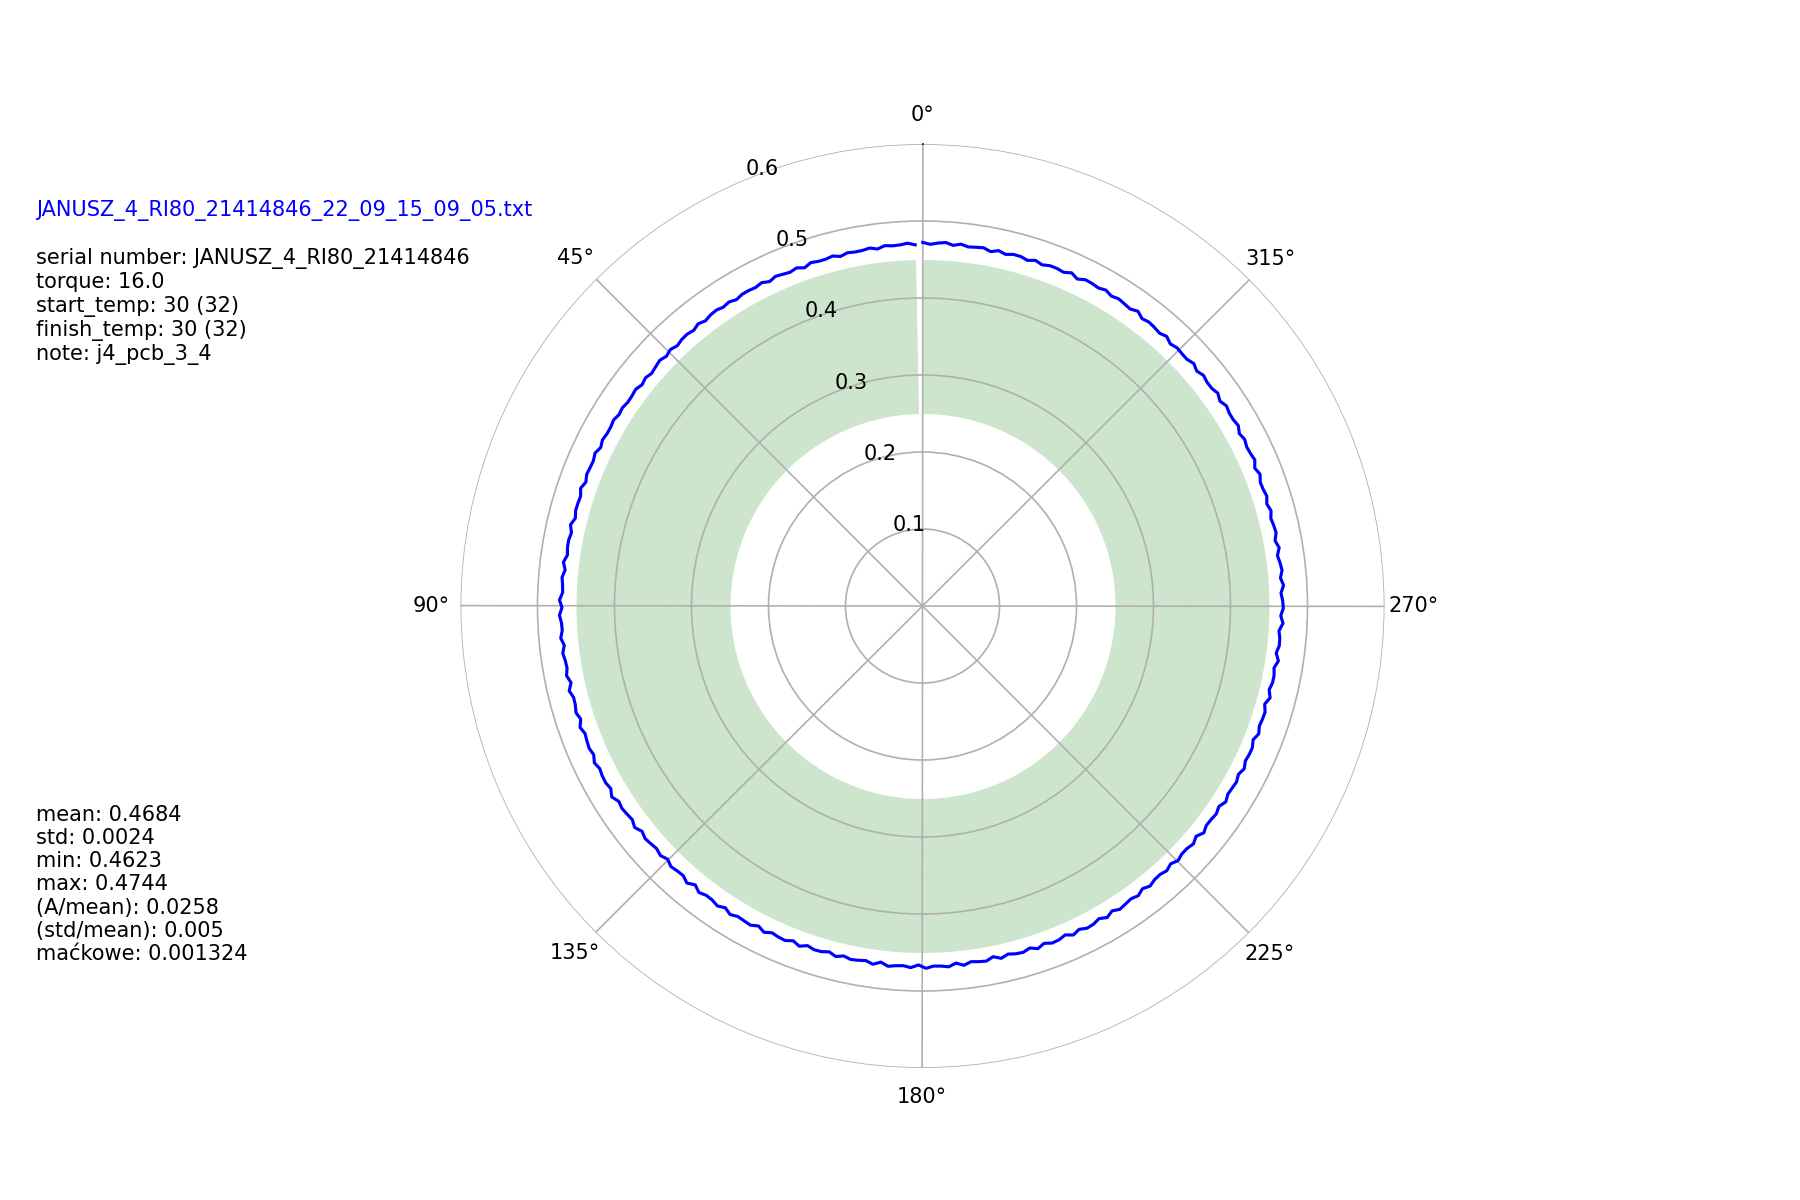 JANUSZ_4_RI80_21414846_22_09_15_09_05.txt
serial number: JANUSZ_4_RI80_21414846
torque: 16.0
start_temp: 30 (32)
finish_temp: 30 (32)
note: j4_pcb_3_4
mean: 0.4684
std: 0.0024
min: 0.4623
max: 0.4744
(A/mean): 0.0258
(std/mean): 0.005
maćkowe: 0.001324
0°
45°
90°
135°
180°
225°
270°
315°
0.6
0.5
0.4
0.3
0.2
0.1